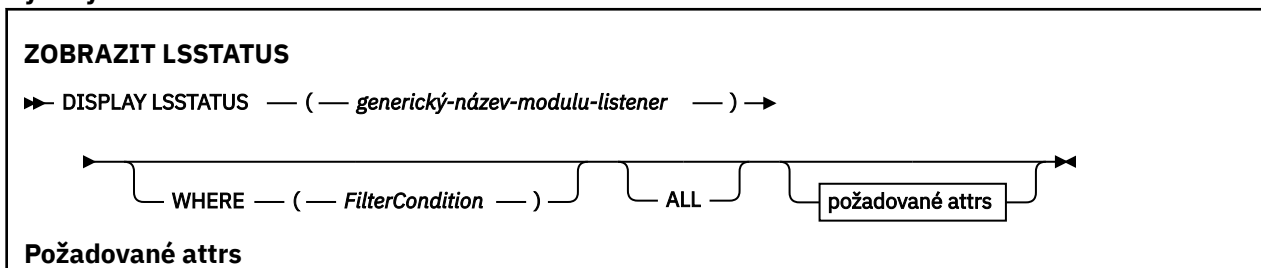 ZOBRAZIT LSSTATUS
DISPLAY LSSTATUS ( generický-název-modulu-listener )
WHERE ( FilterCondition ) ALL požadované attrs
Požadované attrs